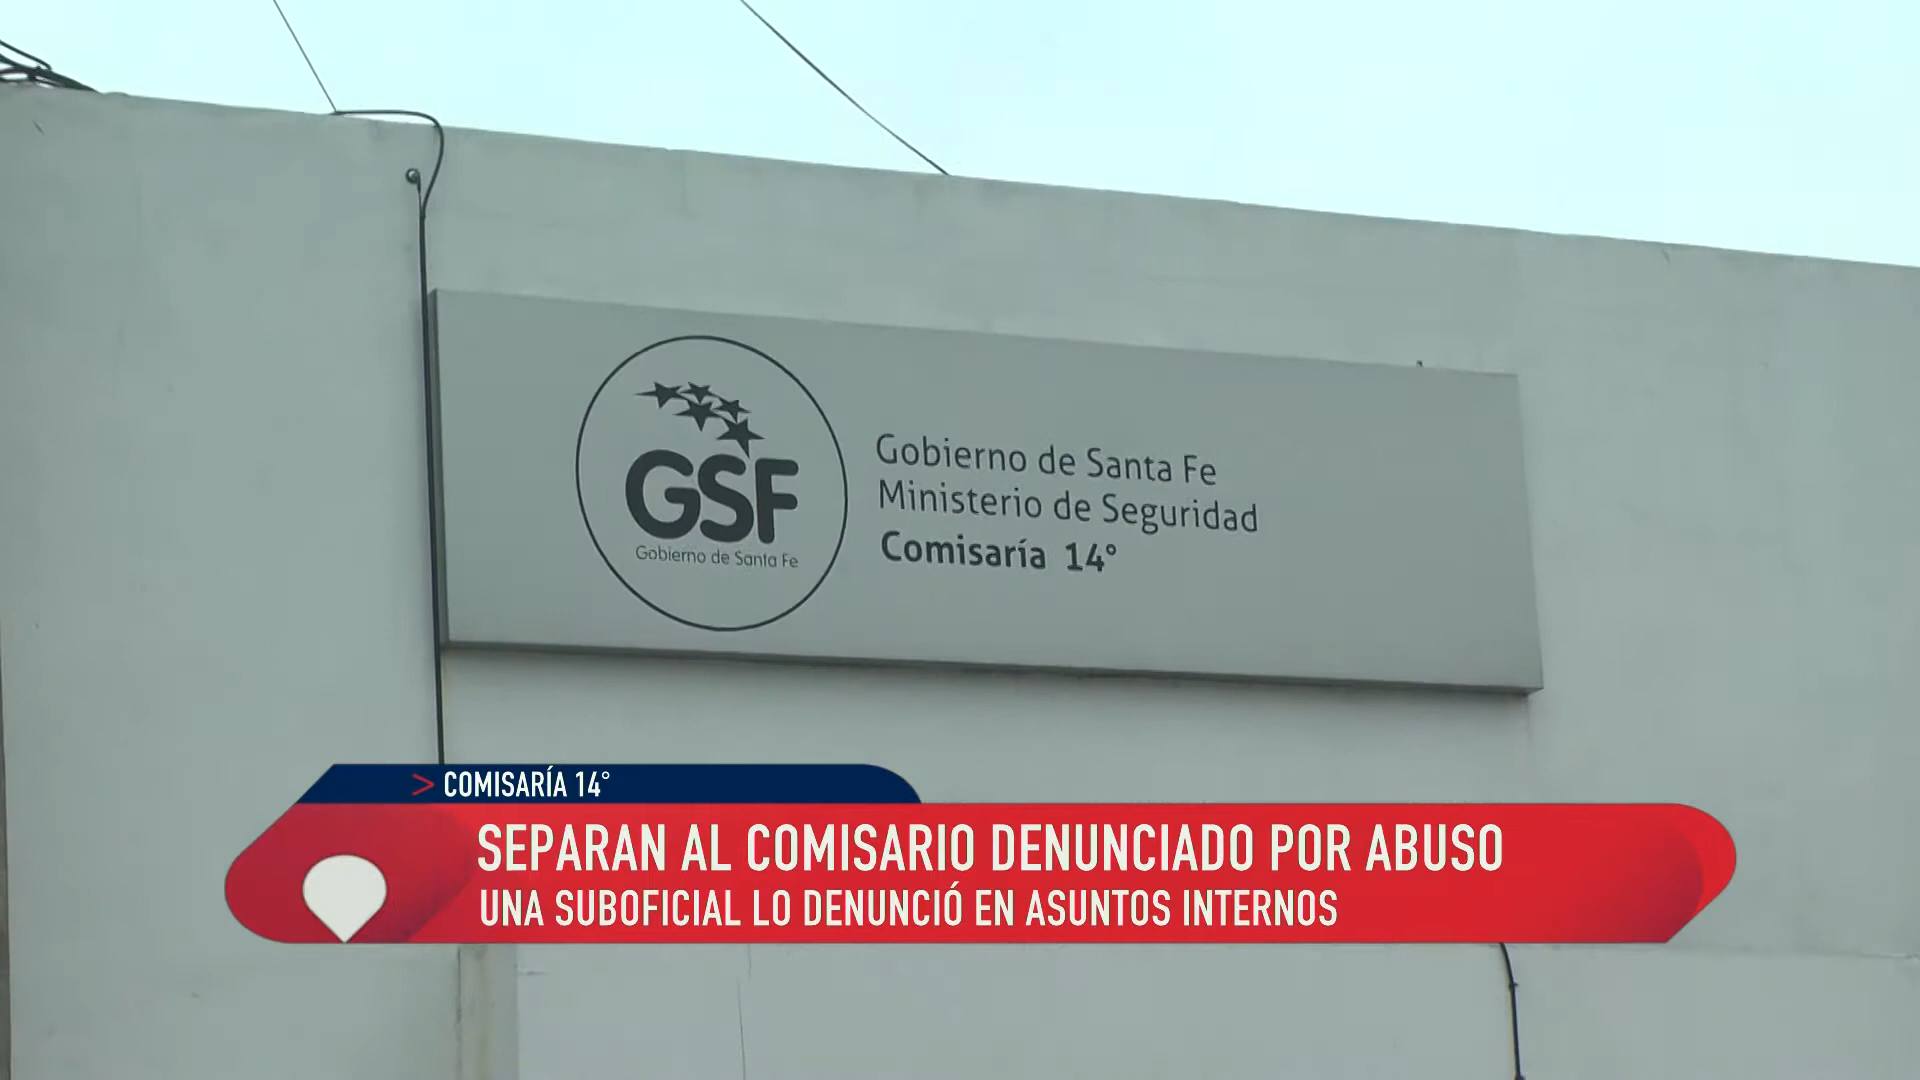 GSF
Gobierno de Santa Fe
Gobierno de Santa Fe
Ministerio de Seguridad
Comisaría 14°
> COMISARÍA 14°
SEPARAN AL COMISARIO DENUNCIADO POR ABUSO
UNA SUBOFICIAL LO DENUNCIÓ EN ASUNTOS INTERNOS